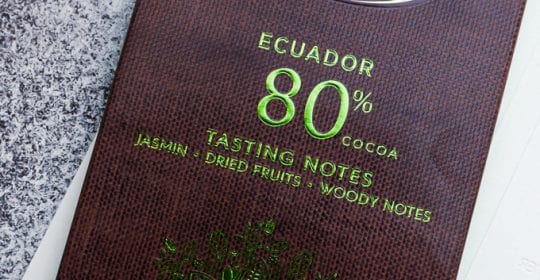 ECUADOR
80%
COCOA
TASTING NOTES
JASMIN • DRIED FRUITS • WOODY NOTES